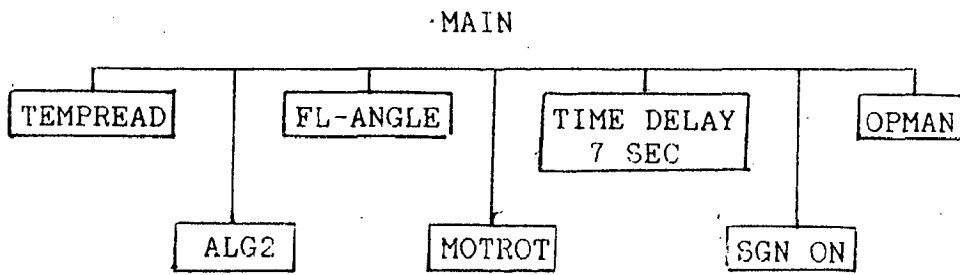 MAIN
TEMPREAD
FL-ANGLE
TIME DELAY
7 SEC
OPMAN
ALG2
MOTROT
SGN ON